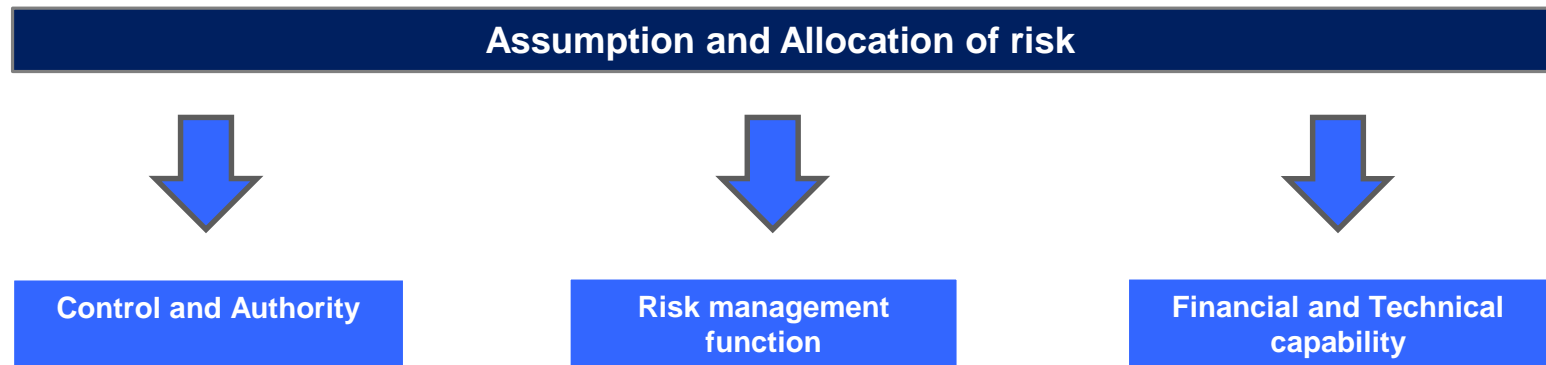 Assumption and Allocation of risk
Control and Authority
Risk management
function
Financial and Technical
capability